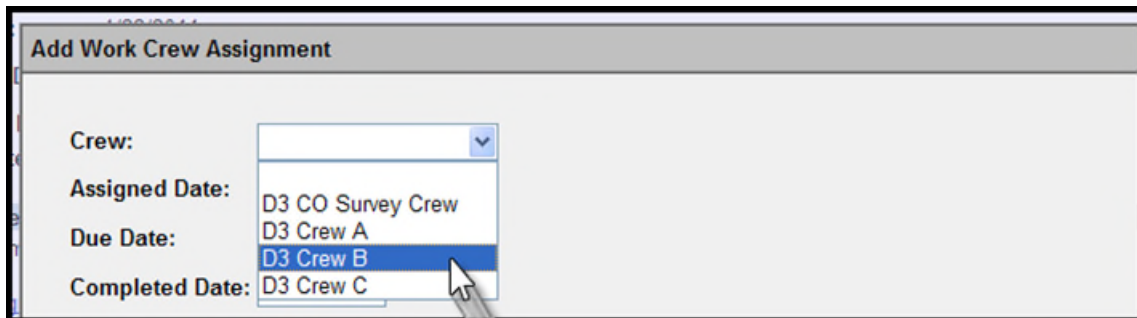 Add Work Crew Assignment
Crew:
Assigned Date:
D3 CO Survey Crew
D3 Crew A
Due Date:
D3 Crew B
Completed Date:
D3 Crew C